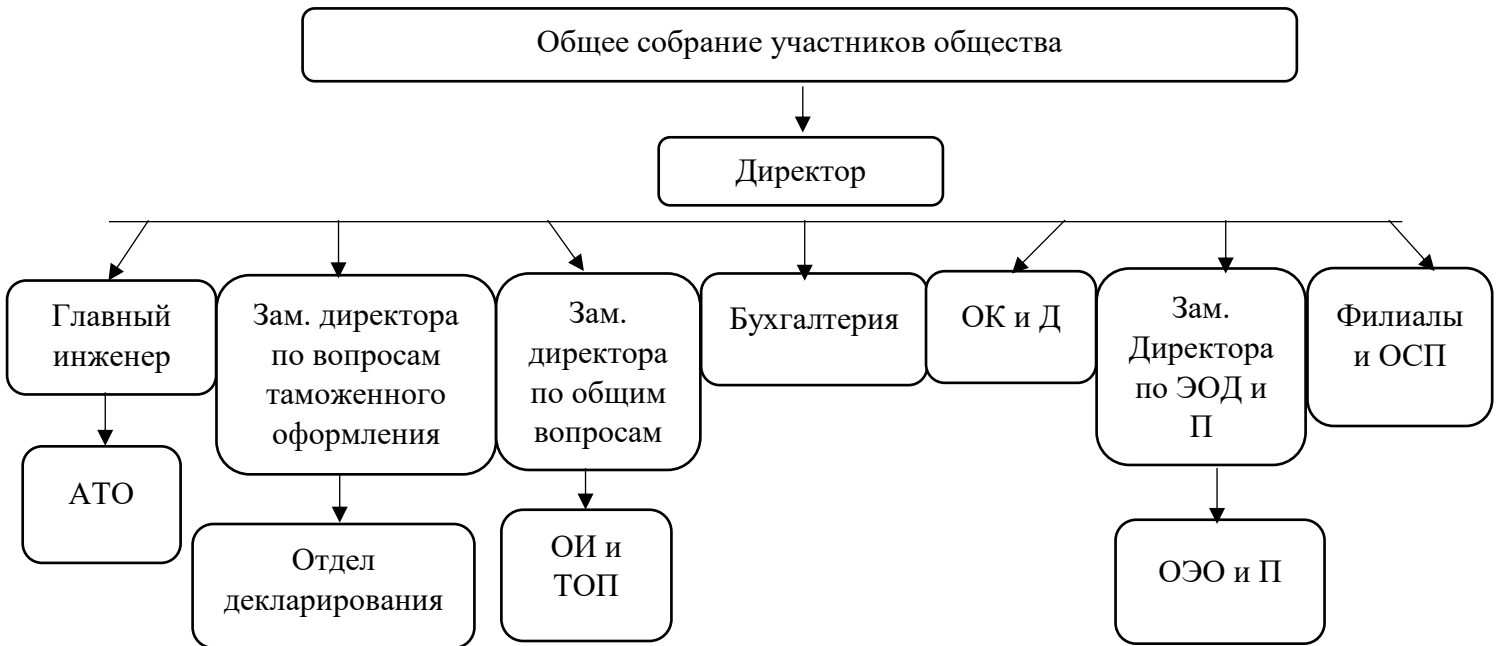 Общее собрание участников общества
Директор
Главный
инженер
Зам. директора
по вопросам
таможенного
оформления
Зам.
директора
по общим
вопросам
Бухгалтерия
ОК и Д
Зам.
Директора
по ЭОД и
П
Филиалы
и ОСП
АТО
Отдел
декларирования
ОИ и
ТОП
ОЭО и П